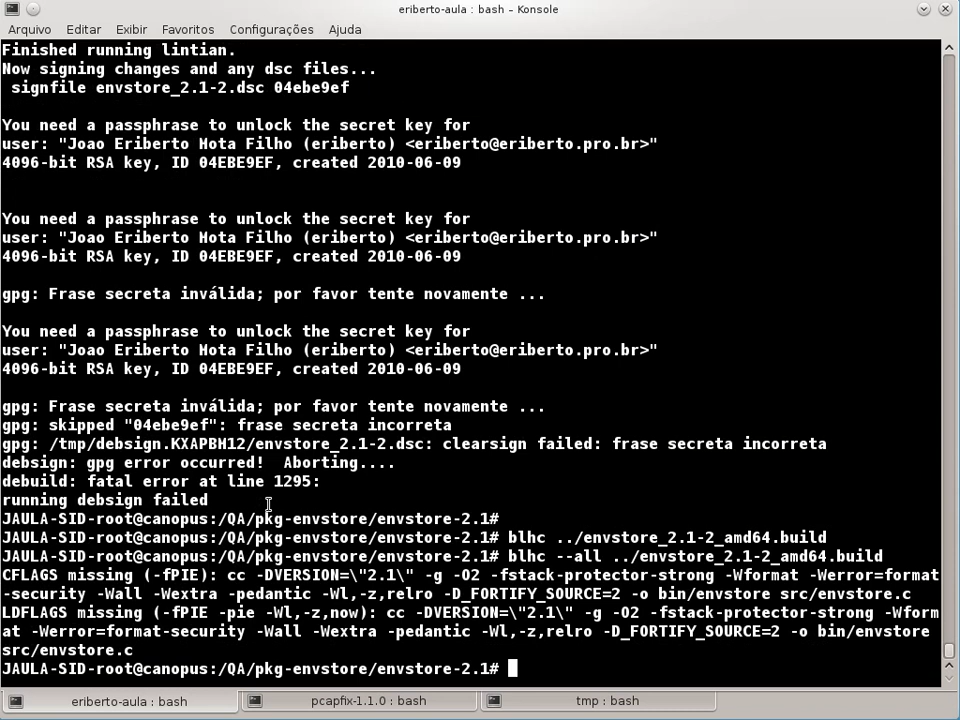 eriberto-aula : bash – Konsole
Arquivo Editar Exibir Favoritos Configurações Ajuda
Finished running lintian.
Now signing changes and any dsc files...
 signfile envstore_2.1-2.dsc 04ebe9ef

You need a passphrase to unlock the secret key for
user: "Joao Eriberto Mota Filho (eriberto) <eriberto@eriberto.pro.br>"
4096-bit RSA key, ID 04EBE9EF, created 2010-06-09


You need a passphrase to unlock the secret key for
user: "Joao Eriberto Mota Filho (eriberto) <eriberto@eriberto.pro.br>"
4096-bit RSA key, ID 04EBE9EF, created 2010-06-09

gpg: Frase secreta inválida; por favor tente novamente ...

You need a passphrase to unlock the secret key for
user: "Joao Eriberto Mota Filho (eriberto) <eriberto@eriberto.pro.br>"
4096-bit RSA key, ID 04EBE9EF, created 2010-06-09

gpg: Frase secreta inválida; por favor tente novamente ...
gpg: skipped "04ebe9ef": frase secreta incorreta
gpg: /tmp/debsign.KXAPBH12/envstore_2.1-2.dsc: clearsign failed: frase secreta incorreta
debsign: gpg error occurred!  Aborting....
debuild: fatal error at line 1295:
running debsign failed
JAULA-SID-root@canopus:/QA/pkg-envstore/envstore-2.1#
JAULA-SID-root@canopus:/QA/pkg-envstore/envstore-2.1# blhc ../envstore_2.1-2_amd64.build
JAULA-SID-root@canopus:/QA/pkg-envstore/envstore-2.1# blhc --all ../envstore_2.1-2_amd64.build
CFLAGS missing (-fPIE): cc -DVERSION=\"2.1\" -g -O2 -fstack-protector-strong -Wformat -Werror=format
-security -Wall -Wextra -pedantic -Wl,-z,relro -D_FORTIFY_SOURCE=2 -o bin/envstore src/envstore.c
LDFLAGS missing (-fPIE -pie -Wl,-z,now): cc -DVERSION=\"2.1\" -g -O2 -fstack-protector-strong -Wform
at -Werror=format-security -Wall -Wextra -pedantic -Wl,-z,relro -D_FORTIFY_SOURCE=2 -o bin/envstore
src/envstore.c
JAULA-SID-root@canopus:/QA/pkg-envstore/envstore-2.1#
eriberto-aula : bash pcapfix-1.1.0 : bash tmp : bash